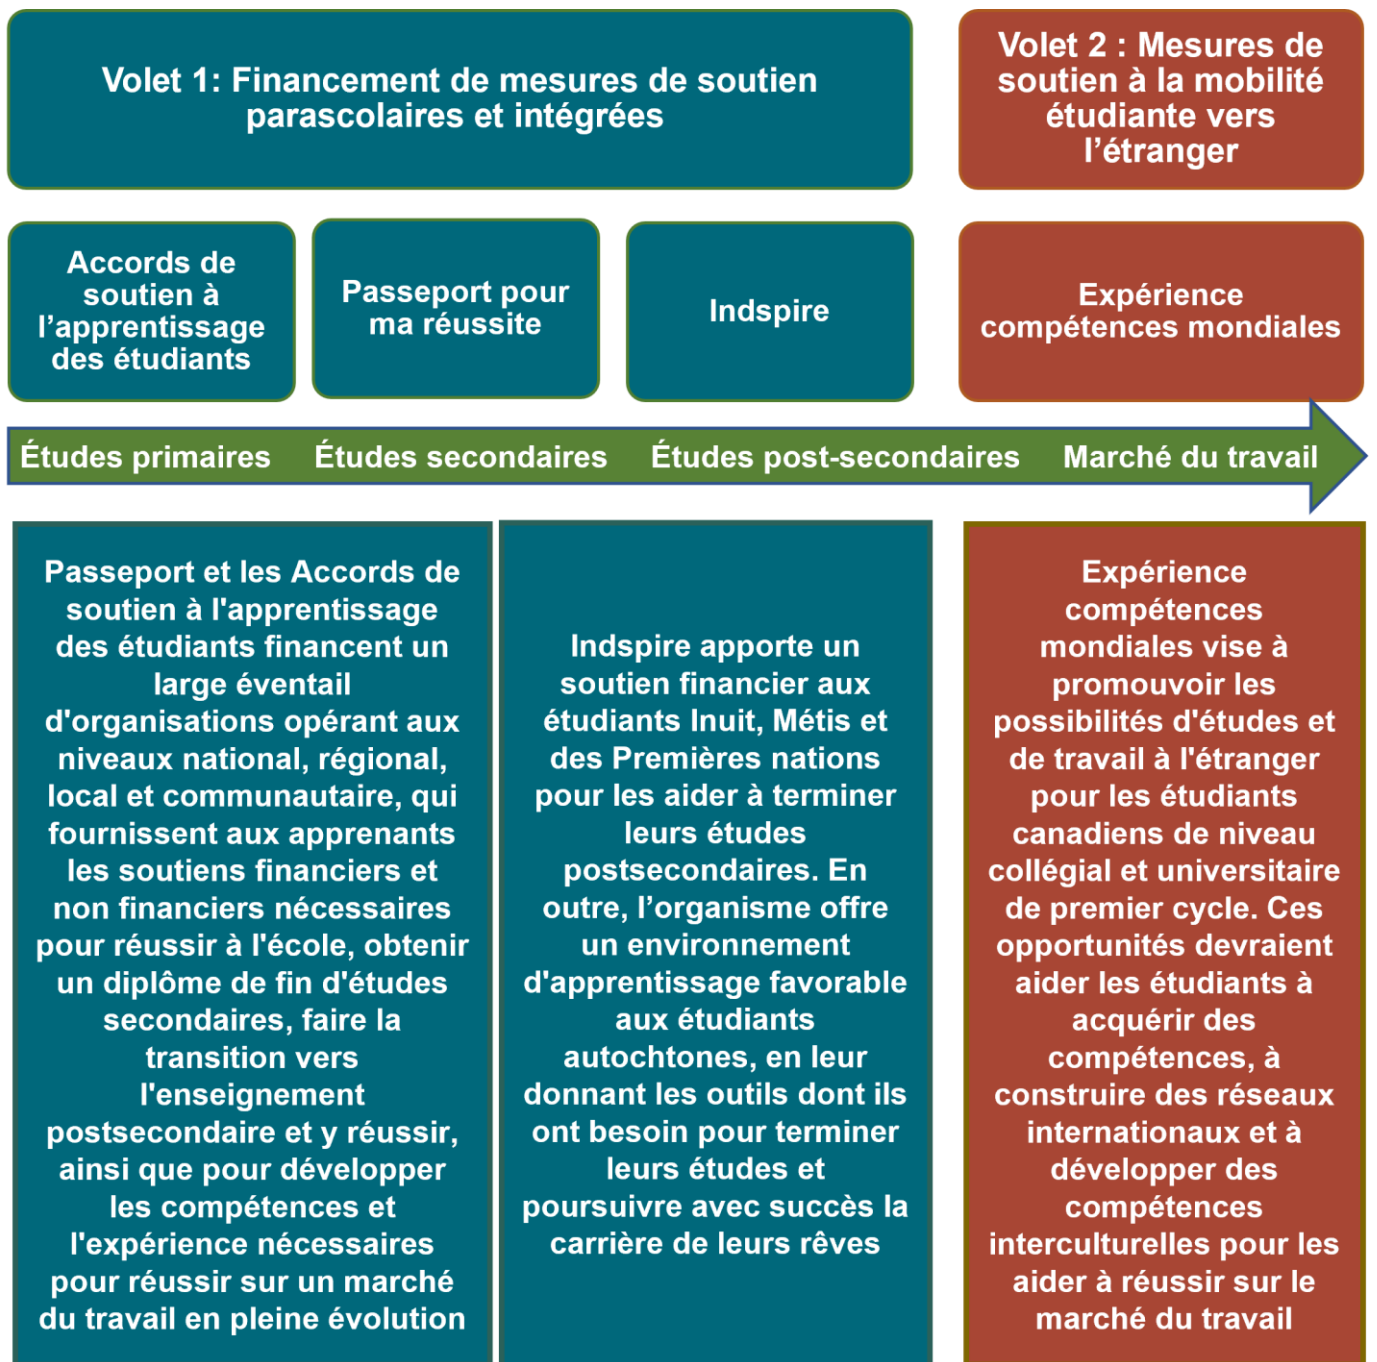 Volet 1: Financement de mesures de soutien
parascolaires et intégrées
Volet 2 : Mesures de
soutien à la mobilité
étudiante vers
l’étranger
Accords de
soutien à
l’apprentissage
des étudiants
Passeport pour
ma réussite
Indspire
Expérience
compétences mondiales
Études primaires Études secondaires Études post-secondaires Marché du travail
Passeport et les Accords de
soutien à l'apprentissage
des étudiants financent un
large éventail
d'organisations opérant aux
niveaux national, régional,
local et communautaire, qui
fournissent aux apprenants
les soutiens financiers et
non financiers nécessaires
pour réussir à l'école, obtenir
un diplôme de fin d'études
secondaires, faire la
transition vers
l'enseignement
postsecondaire et y réussir,
ainsi que pour développer
les compétences et
l'expérience nécessaires
pour réussir sur un marché
du travail en pleine évolution
Indspire apporte un
soutien financier aux
étudiants Inuit, Métis et
des Premières nations
pour les aider à terminer
leurs études
postsecondaires. En
outre, l’organisme offre
un environnement
d'apprentissage favorable
aux étudiants
autochtones, en leur
donnant les outils dont ils
ont besoin pour terminer
leurs études et
poursuivre avec succès la
carrière de leurs rêves
Expérience
compétences
mondiales vise à
promouvoir les
possibilités d'études et
de travail à l'étranger
pour les étudiants
canadiens de niveau
collégial et universitaire
de premier cycle. Ces
opportunités devraient
aider les étudiants à
acquérir des
compétences, à
construire des réseaux
internationaux et à
développer des
compétences
interculturelles pour les
aider à réussir sur le
marché du travail